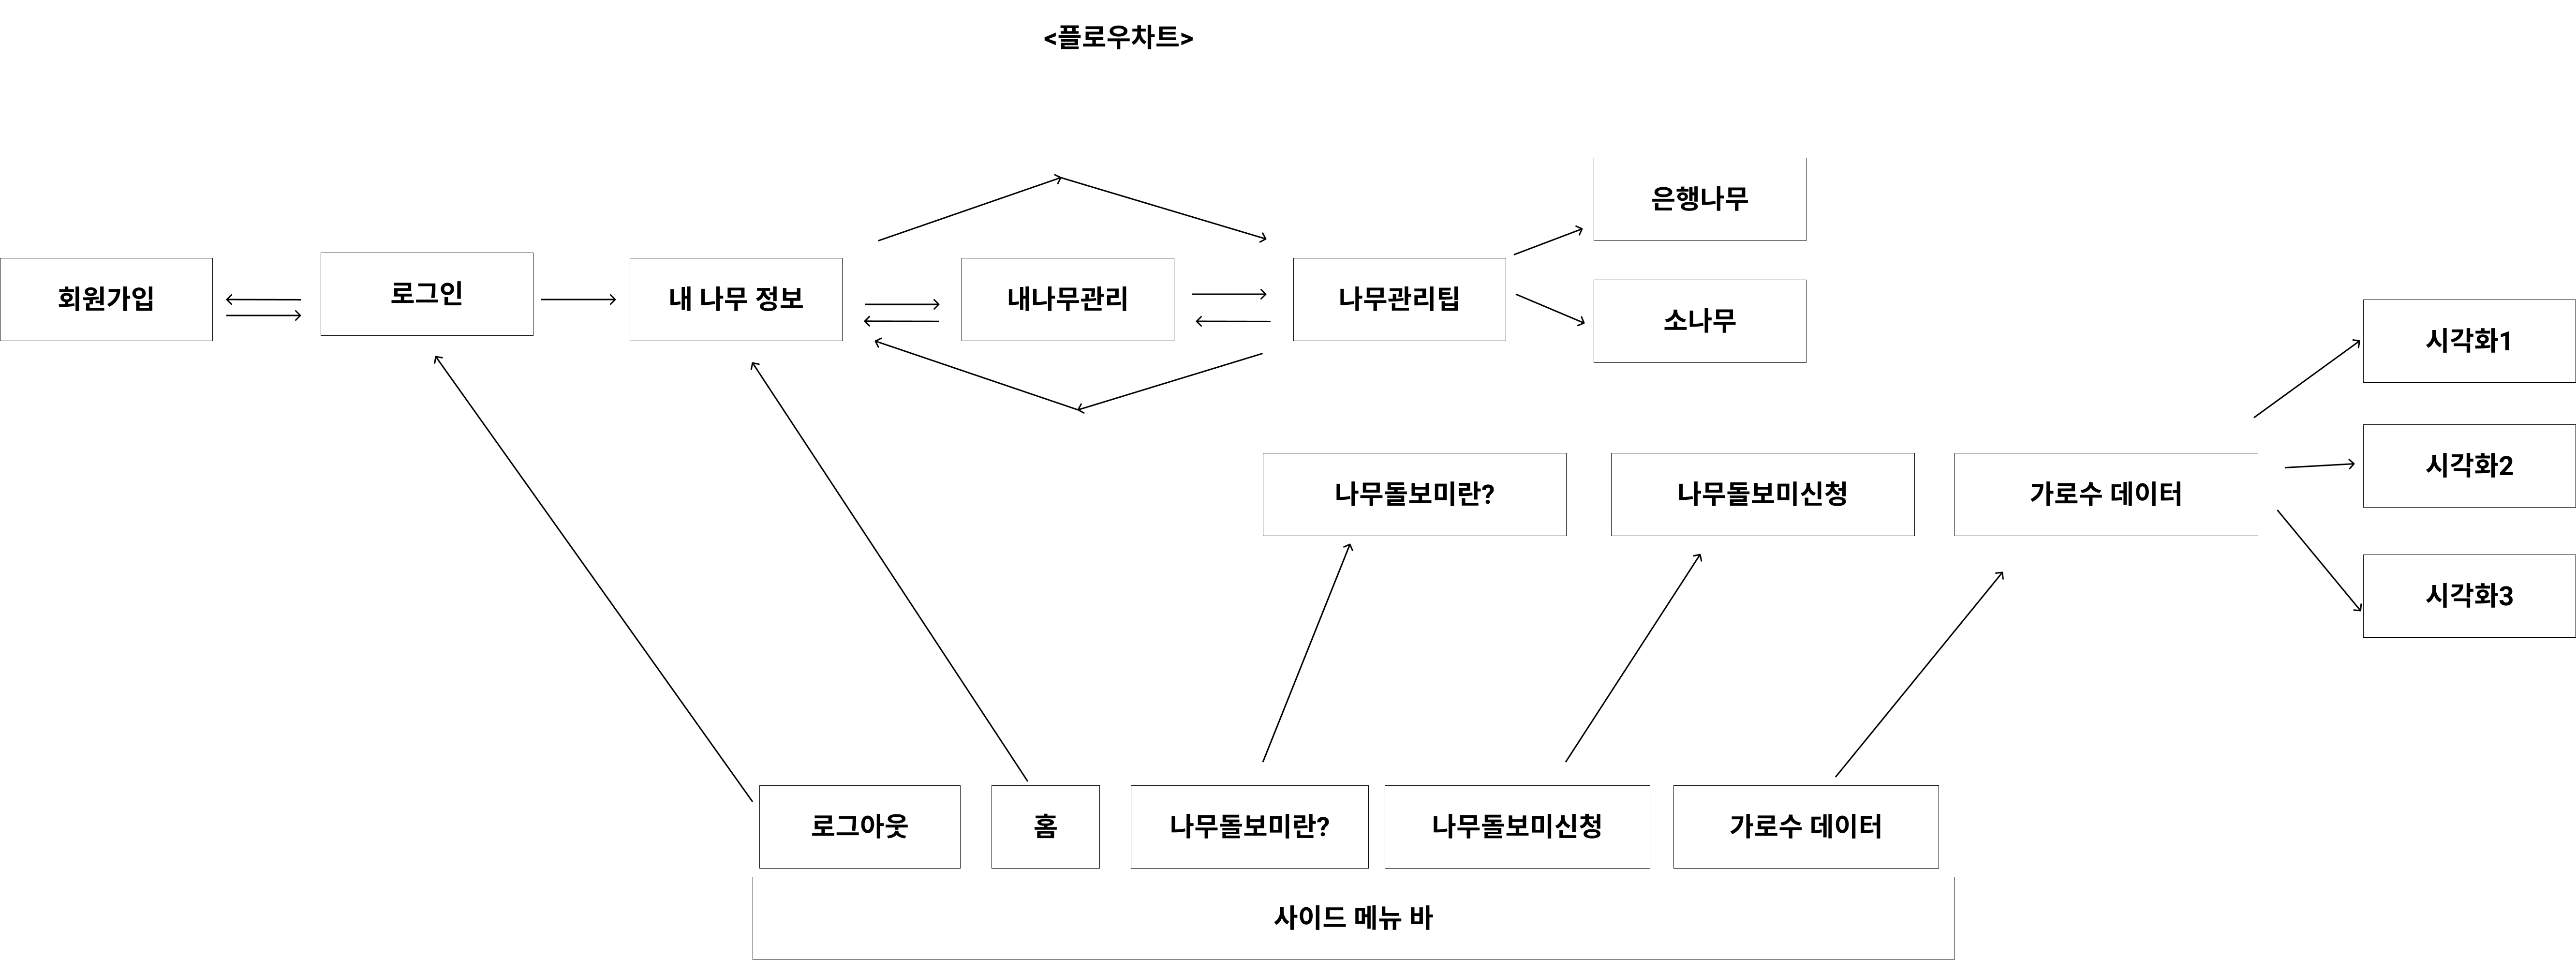 <플로우차트>
은행나무
회원가입
로그인
내 나무 정보
내나무관리
나무관리팁
소나무
시각화1
시각화2
나무돌보미란?
나무돌보미신청
가로수 데이터
시각화3
로그아웃
홈
나무돌보미란?
나무돌보미신청
가로수 데이터
사이드 메뉴 바